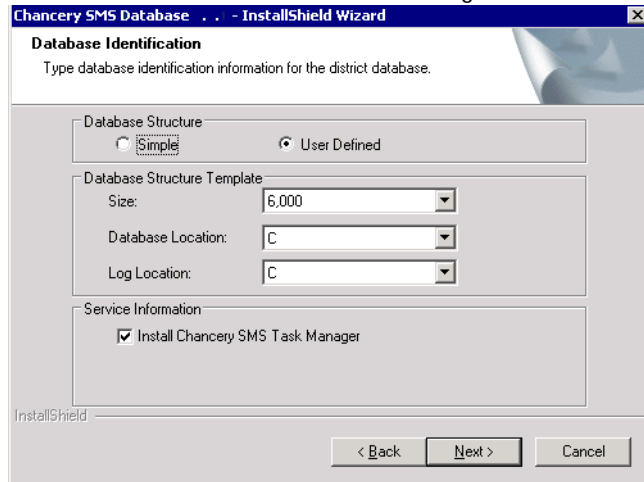 Chancery SMS Database . . - InstallShield Wizard
Database Identification
Type database identification information for the district database.
Database Structure
Simple User Defined
Database Structure Template
Size: 6,000
Database Location: C
Log Location: C
Service Information
Install Chancery SMS Task Manager
InstallShield
< Back Next > Cancel